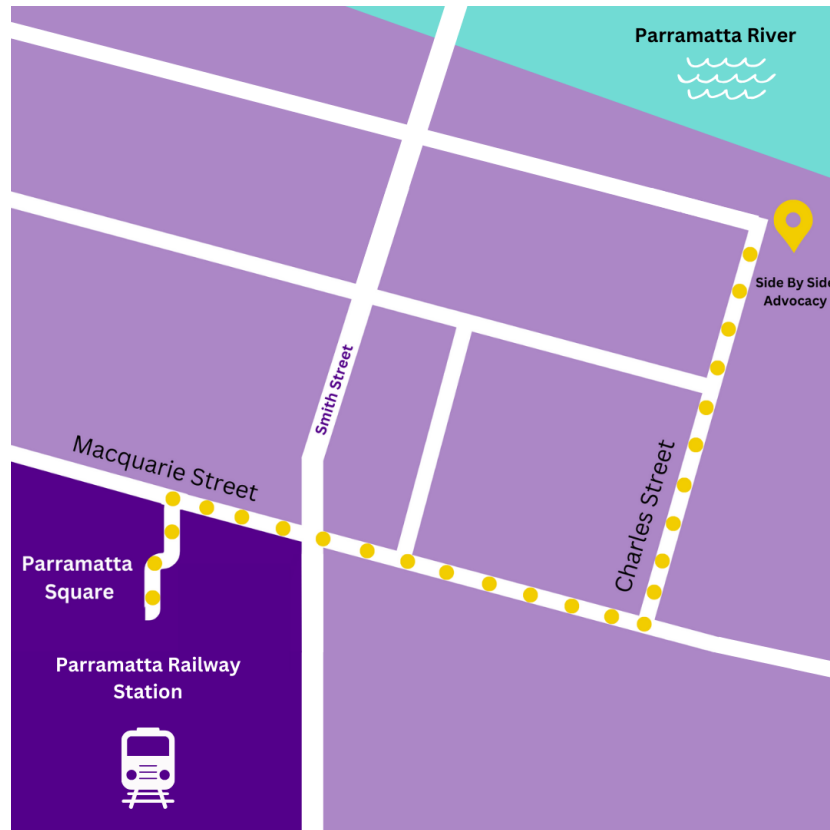 Parramatta River
Side By Side
Advocacy
Smith Street
Macquarie Street
Charles Street
Parramatta
Square
Parramatta Railway
Station